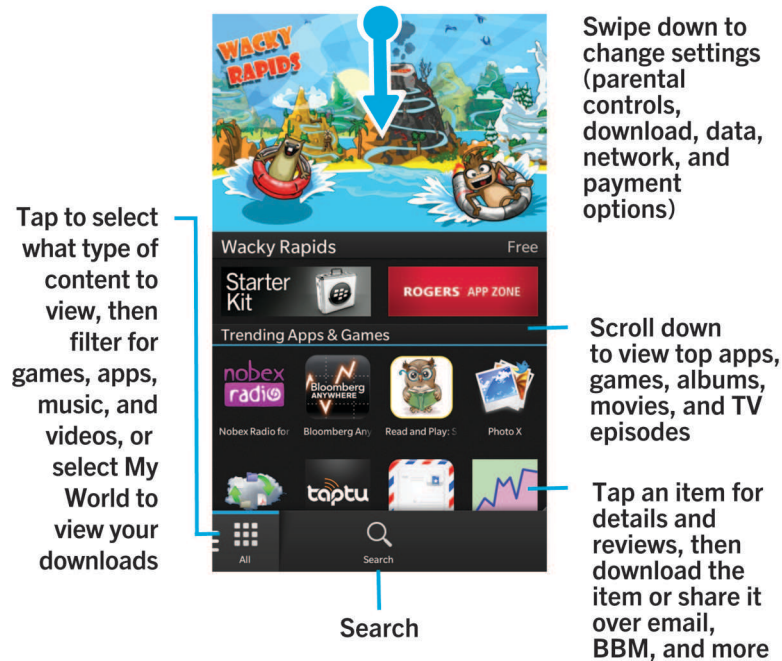 WACKY
RAPIDS
Swipe down to
change settings
(parental
controls,
download, data,
network, and
payment
options)
Tap to select
what type of
content to
view, then
filter for
games, apps,
music, and
videos, or
select My
World to
view your
downloads
Wacky Rapids Free
Starter
Kit
ROGERS APP ZONE
Trending Apps & Games
Scroll down
to view top apps,
games, albums,
movies, and TV
episodes
nobex
radio
Bloomberg
ANYWHERE
Nobex Radio for Bloomberg Any Read and Play: S Photo X
taptu
Tap an item for
details and
reviews, then
download the
item or share it
over email,
BBM, and more
All
Search
Search